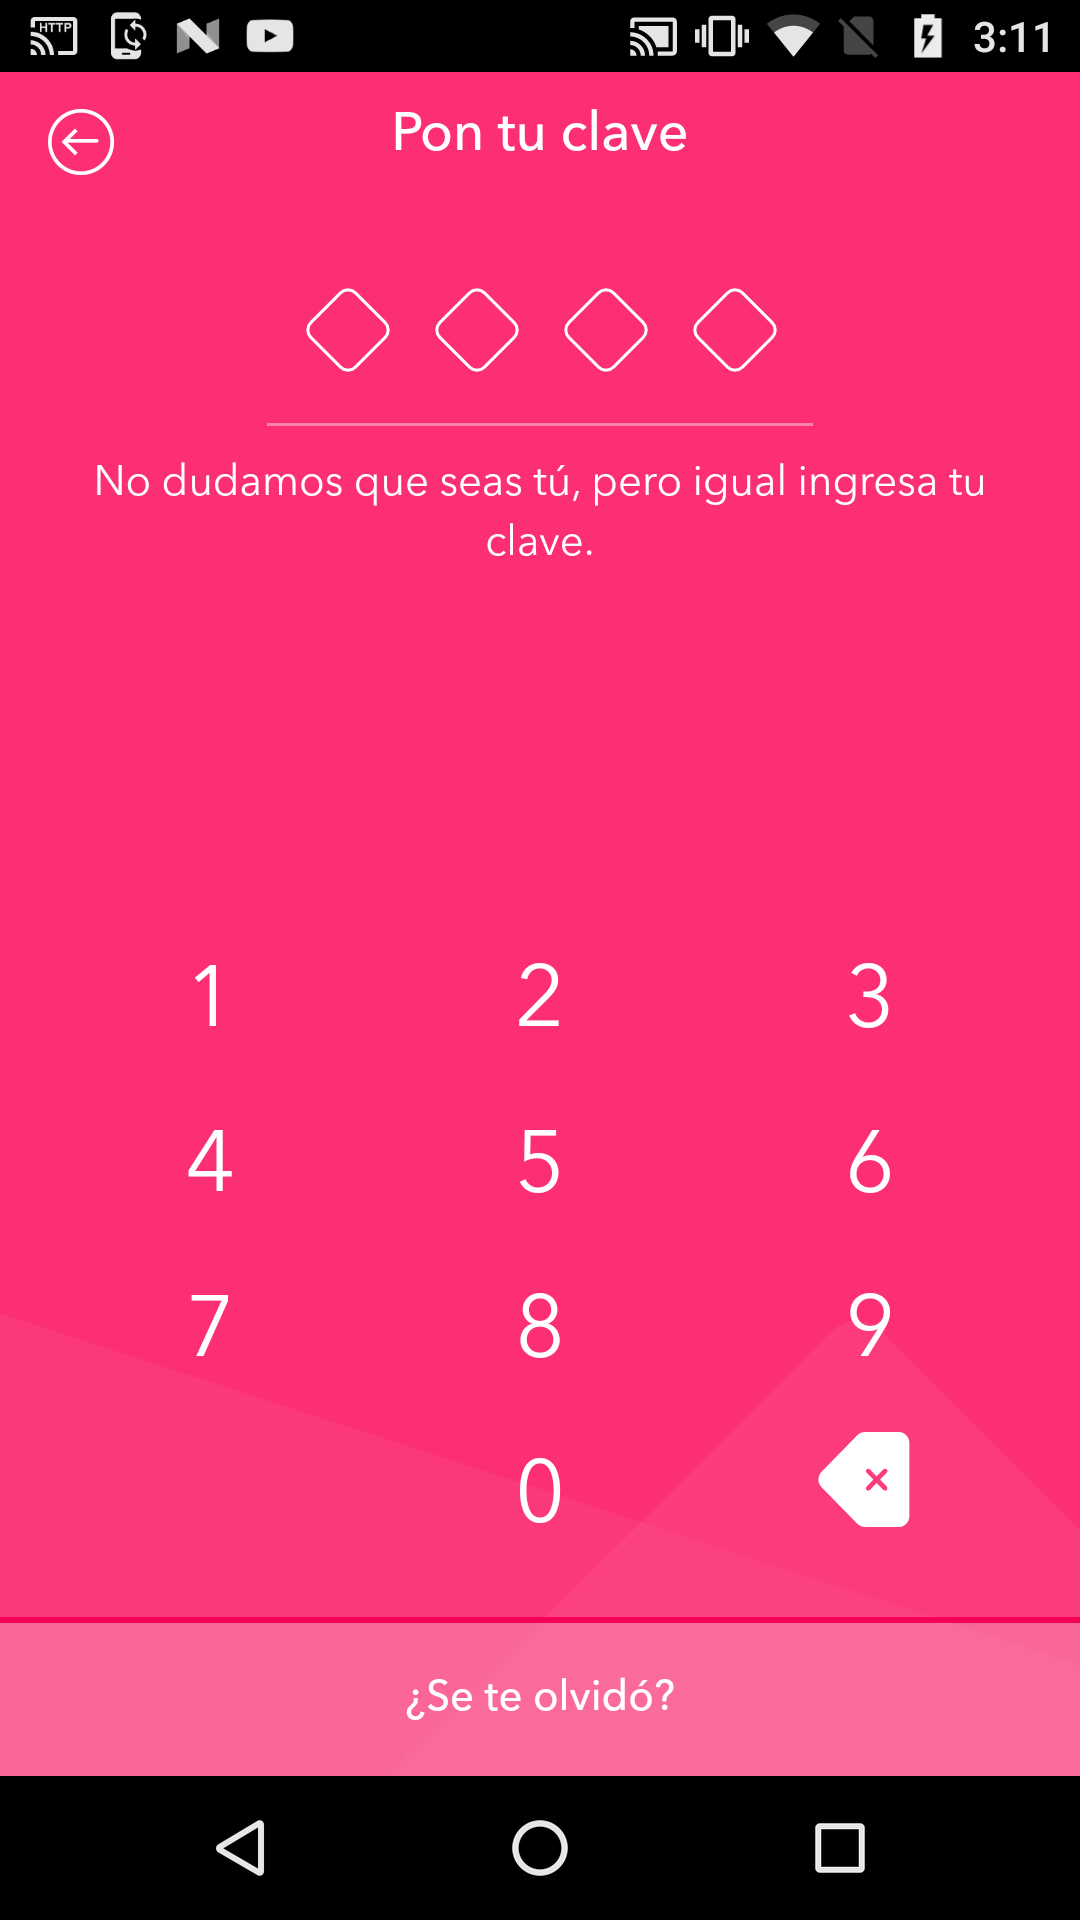 HTTP
3:11
Pon tu clave
No dudamos que seas tú, pero igual ingresa tu
clave.
1 2 3
4 5 6
7 8 9
0
¿Se te olvidó?